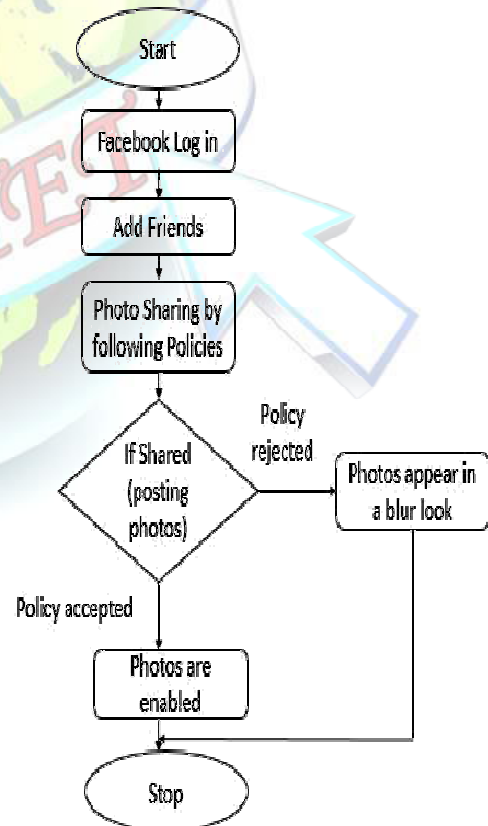 Start
Facebook Log in
Add Friends
Photo Sharing by
following Policies
If Shared
(posting
photos)
Policy
rejected
Photos appear in
a blur look
Policy accepted
Photos are
enabled
Stop